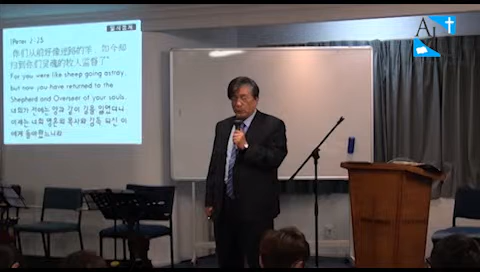 1Peter 2:25
"你们从前好像迷路的羊, 如今却
归到你们灵魂的牧人监督了"
For you were like sheep going astray,
but now you have returned to the
Shepherd and Overseer of your souls.
너희가 전에는 양과 같이 길을 잃었더니
이제는 너희 영혼의 목자와 감독 되신 이
에게 돌아왔느니라